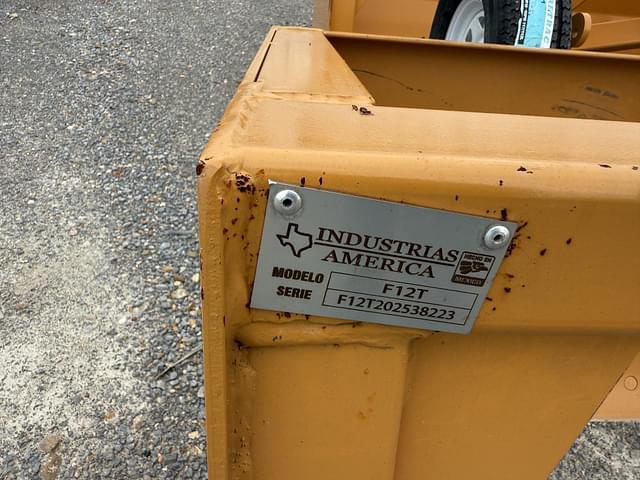 INDUSTRIAS
AMERICA
HECHO EN
MEXICO
MODELO F12T
SERIE F12T202538223